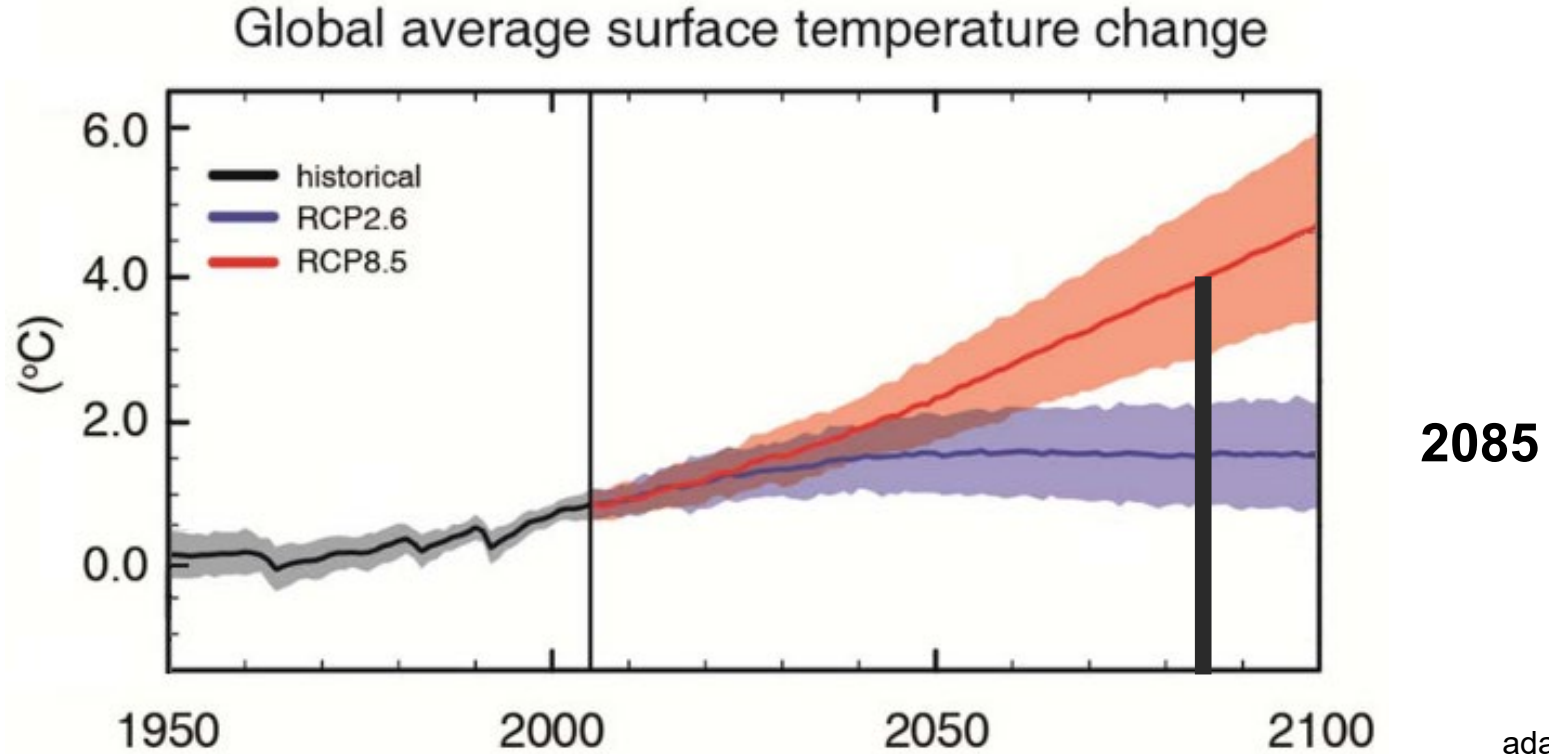 Global average surface temperature change
6.0
4.0
2.0
0.0
(°C)
historical
RCP2.6
RCP8.5
2085
1950 2000 2050 2100